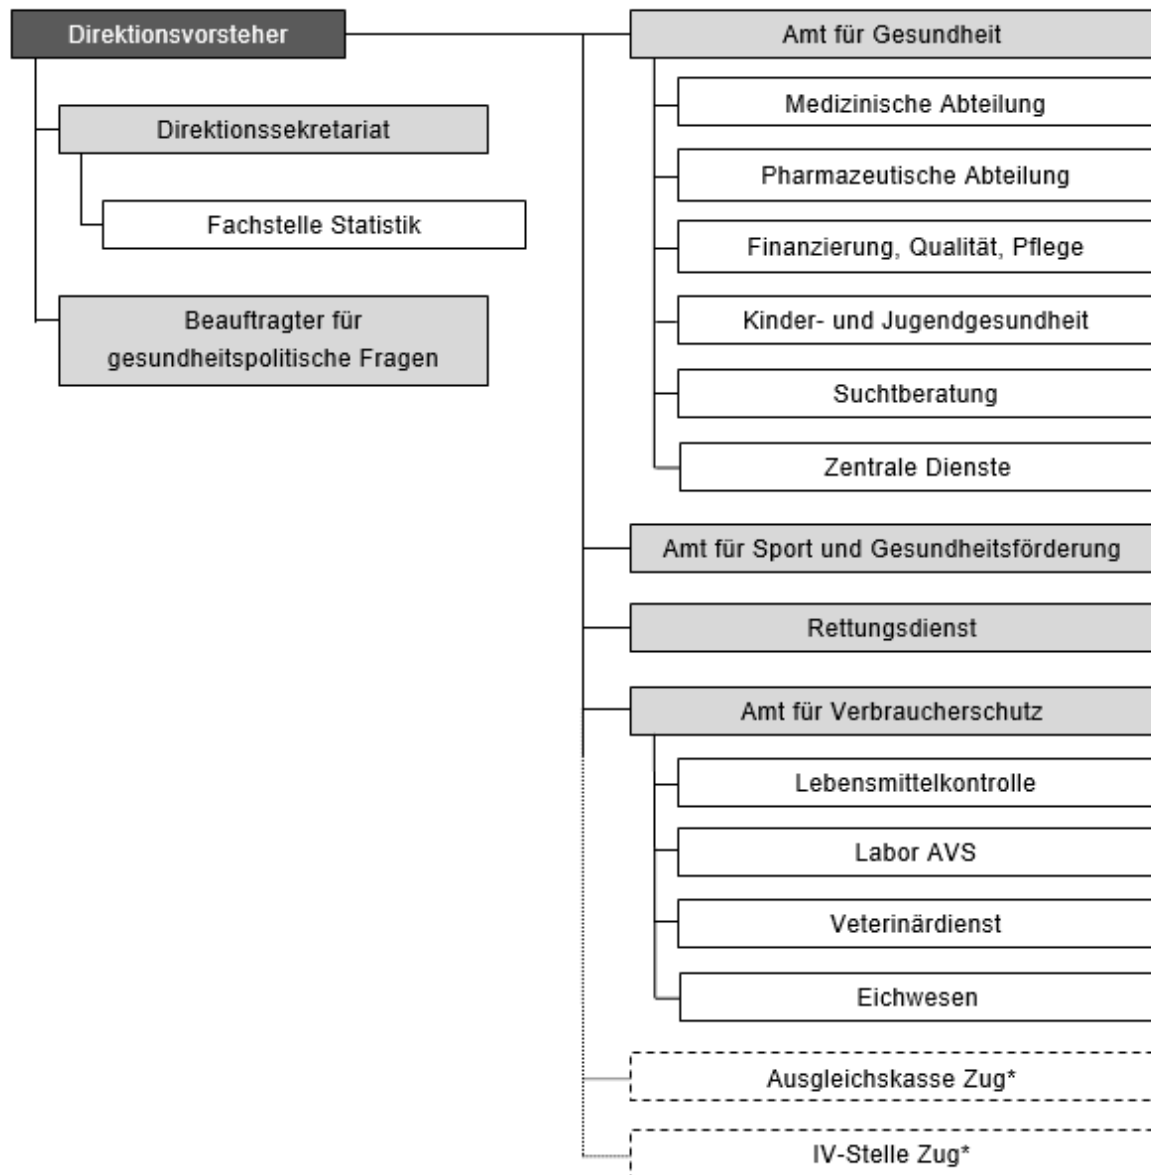 Direktionsvorsteher
Direktionssekretariat
Fachstelle Statistik
Beauftragter für
gesundheitspolitische Fragen
Amt für Gesundheit
Medizinische Abteilung
Pharmazeutische Abteilung
Finanzierung, Qualität, Pflege
Kinder- und Jugendgesundheit
Suchtberatung
Zentrale Dienste
Amt für Sport und Gesundheitsförderung
Rettungsdienst
Amt für Verbraucherschutz
Lebensmittelkontrolle
Labor AVS
Veterinärdienst
Eichwesen
Ausgleichskasse Zug*
IV-Stelle Zug*